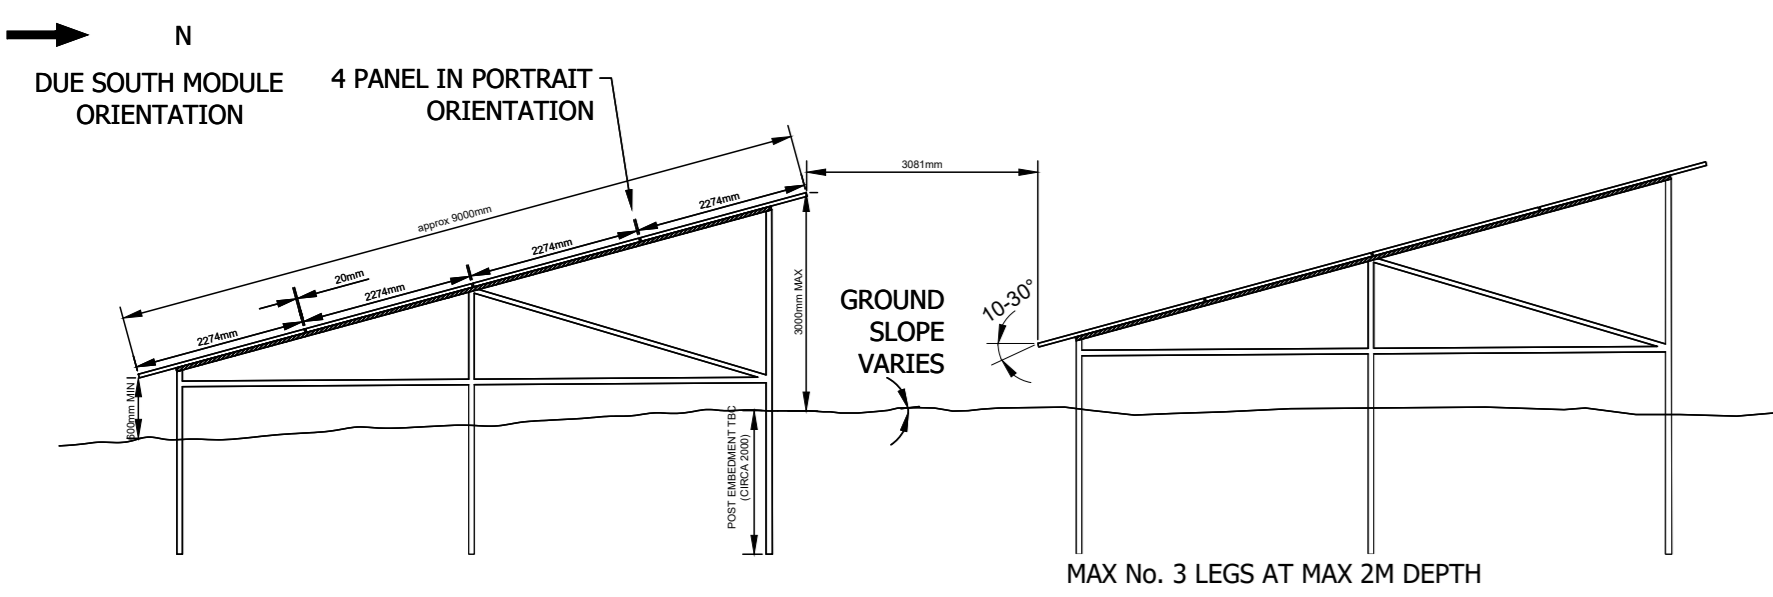 N
DUE SOUTH MODULE
ORIENTATION
4 PANEL IN PORTRAIT
ORIENTATION
approx 9000mm
2274mm
2274mm
20mm
2274mm
2274mm
3081mm
600mm MIN
3000mm MAX
POST EMBEDMENT TBC
(CIRCA 2000)
GROUND
SLOPE
VARIES
10-30°
MAX No. 3 LEGS AT MAX 2M DEPTH